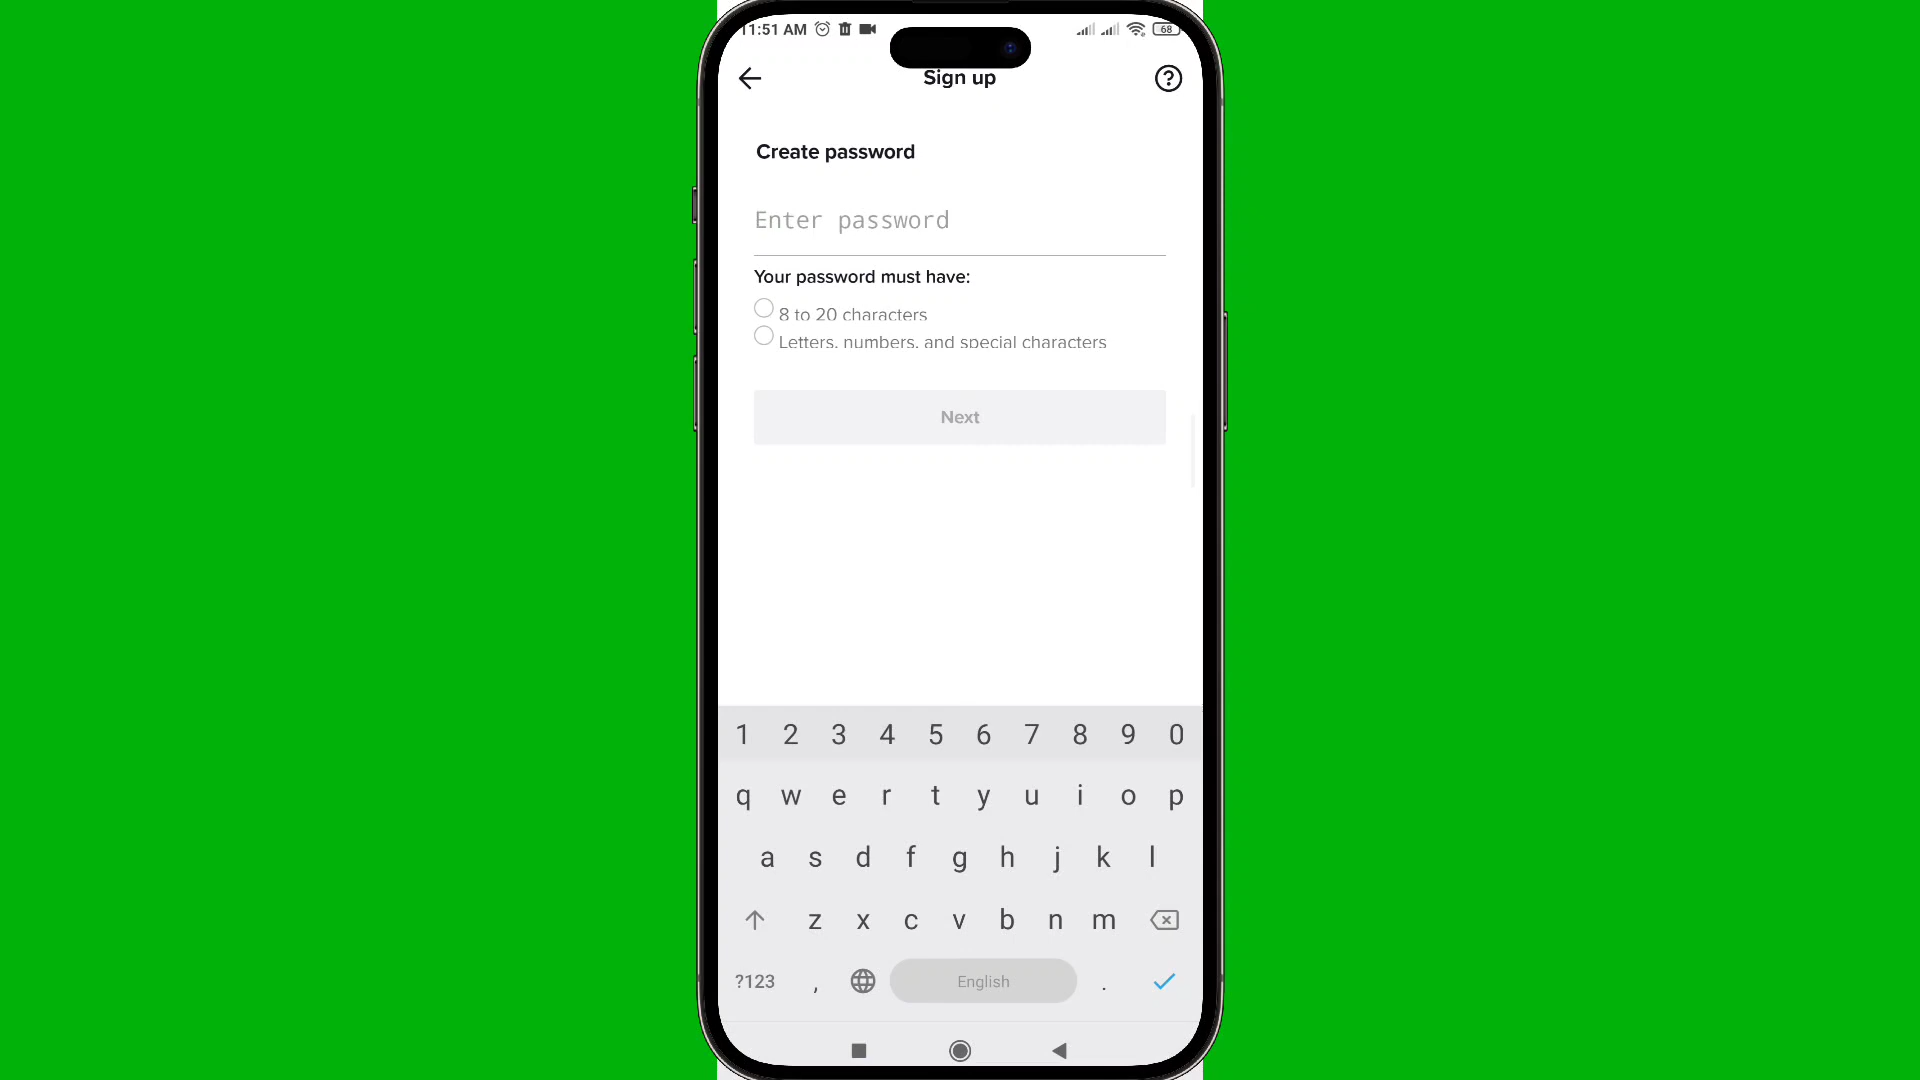 11:51 AM 68
Sign up
Create password
Enter password
Your password must have:
8 to 20 characters
Letters, numbers, and special characters
Next
1 2 3 4 5 6 7 8 9 0
q w e r t y u i o p
a s d f g h j k l
z x c v b n m
?123 , English .